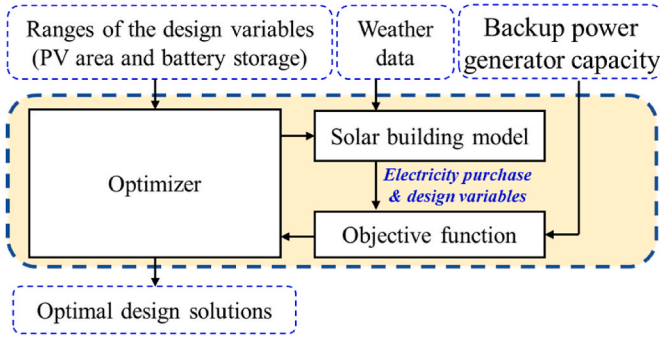 Ranges of the design variables
(PV area and battery storage)
Weather
data
Backup power
generator capacity
Optimizer
Solar building model
Electricity purchase
& design variables
Objective function
Optimal design solutions